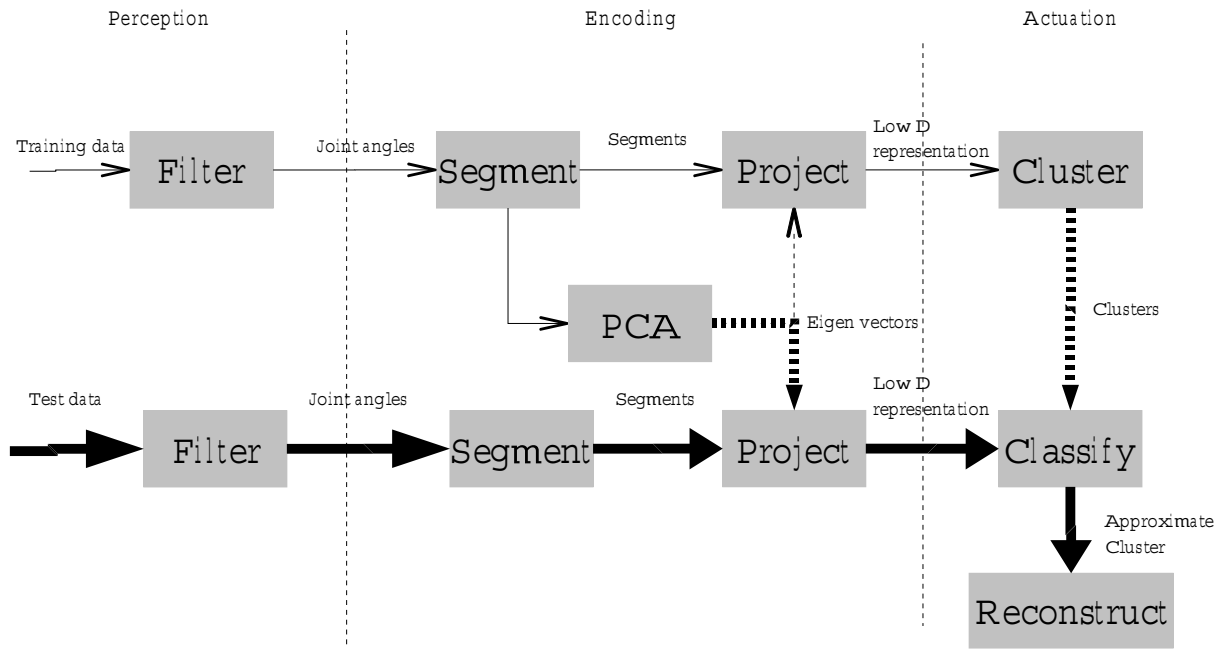 Perception
Encoding
Actuation
Training data
Filter
Joint angles
Segment
Segments
Project
Low D
representation
Cluster
PCA
Eigen vectors
Clusters
Test data
Filter
Joint angles
Segment
Segments
Project
Low D
representation
Classify
Approximate
Cluster
Reconstruct